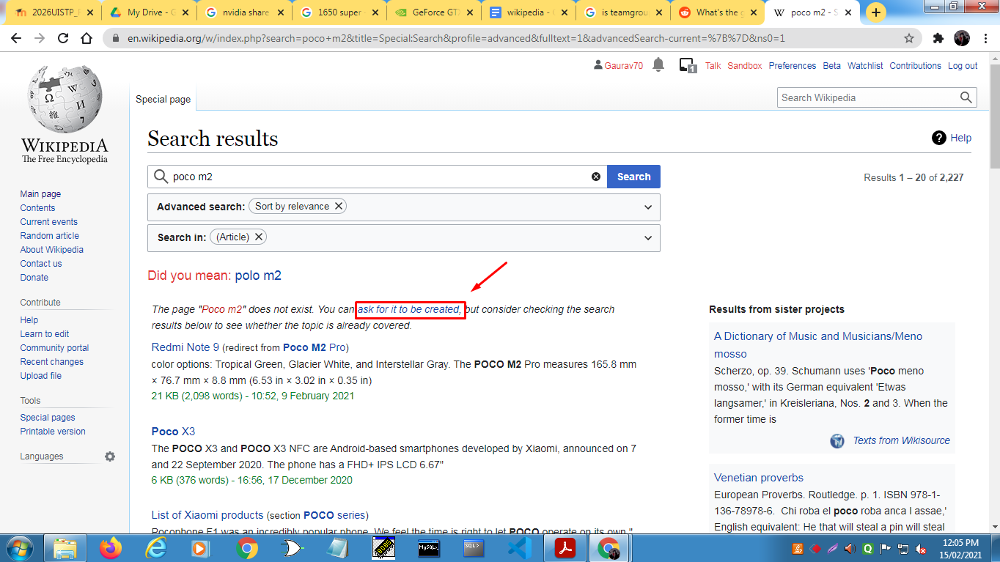 2026UISTP_F
My Drive - G
nvidia share
1650 super -
GeForce GT
wikipedia - G
is teamgrou
What's the g
poco m2 - S
en.wikipedia.org/w/index.php?search=poco+m2&title=Special:Search&profile=advanced&fulltext=1&advancedSearch-current=%7B%7D&ns0=1
Gaurav70
1
Talk
Sandbox
Preferences
Beta
Watchlist
Contributions
Log out
WIKIPEDIA
The Free Encyclopedia
Special page
Search Wikipedia
Main page
Contents
Current events
Random article
About Wikipedia
Contact us
Donate
Contribute
Help
Learn to edit
Community portal
Recent changes
Upload file
Tools
Special pages
Printable version
Languages
Search results
Help
poco m2
Search
Results 1 – 20 of 2,227
Advanced search: Sort by relevance
Search in: (Article)
Did you mean: polo m2
The page "Poco m2" does not exist. You can ask for it to be created, but consider checking the search
results below to see whether the topic is already covered.
Redmi Note 9 (redirect from Poco M2 Pro)
color options: Tropical Green, Glacier White, and Interstellar Gray. The POCO M2 Pro measures 165.8 mm
× 76.7 mm × 8.8 mm (6.53 in × 3.02 in × 0.35 in)
21 KB (2,098 words) - 10:52, 9 February 2021
Poco X3
The POCO X3 and POCO X3 NFC are Android-based smartphones developed by Xiaomi, announced on 7
and 22 September 2020. The phone has a FHD+ IPS LCD 6.67"
6 KB (376 words) - 16:56, 17 December 2020
List of Xiaomi products (section POCO series)
Pocophone F1 was an incredibly popular phone. We feel the time is right to let POCO operate on its own."
Results from sister projects
A Dictionary of Music and Musicians/Meno
mosso
Scherzo, op. 39. Schumann uses 'Poco meno
mosso,' with its German equivalent 'Etwas
langsamer,' in Kreisleriana, Nos. 2 and 3. When the
former time is
Texts from Wikisource
Venetian proverbs
European Proverbs. Routledge. p. 1. ISBN 978-1-
136-78978-6. Chi roba el poco roba anca l assae,'
English equivalent: He that will steal a pin will steal
MySQL
SQL>
12:05 PM
15/02/2021